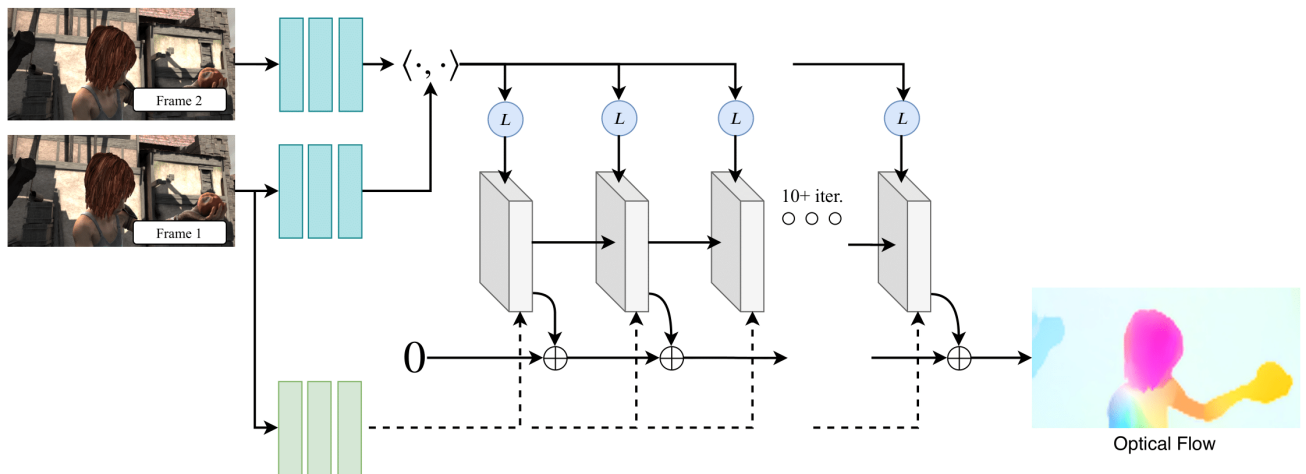 Frame 2
⟨·, ·⟩
L L L L
Frame 1
10+ iter.
0
Optical Flow